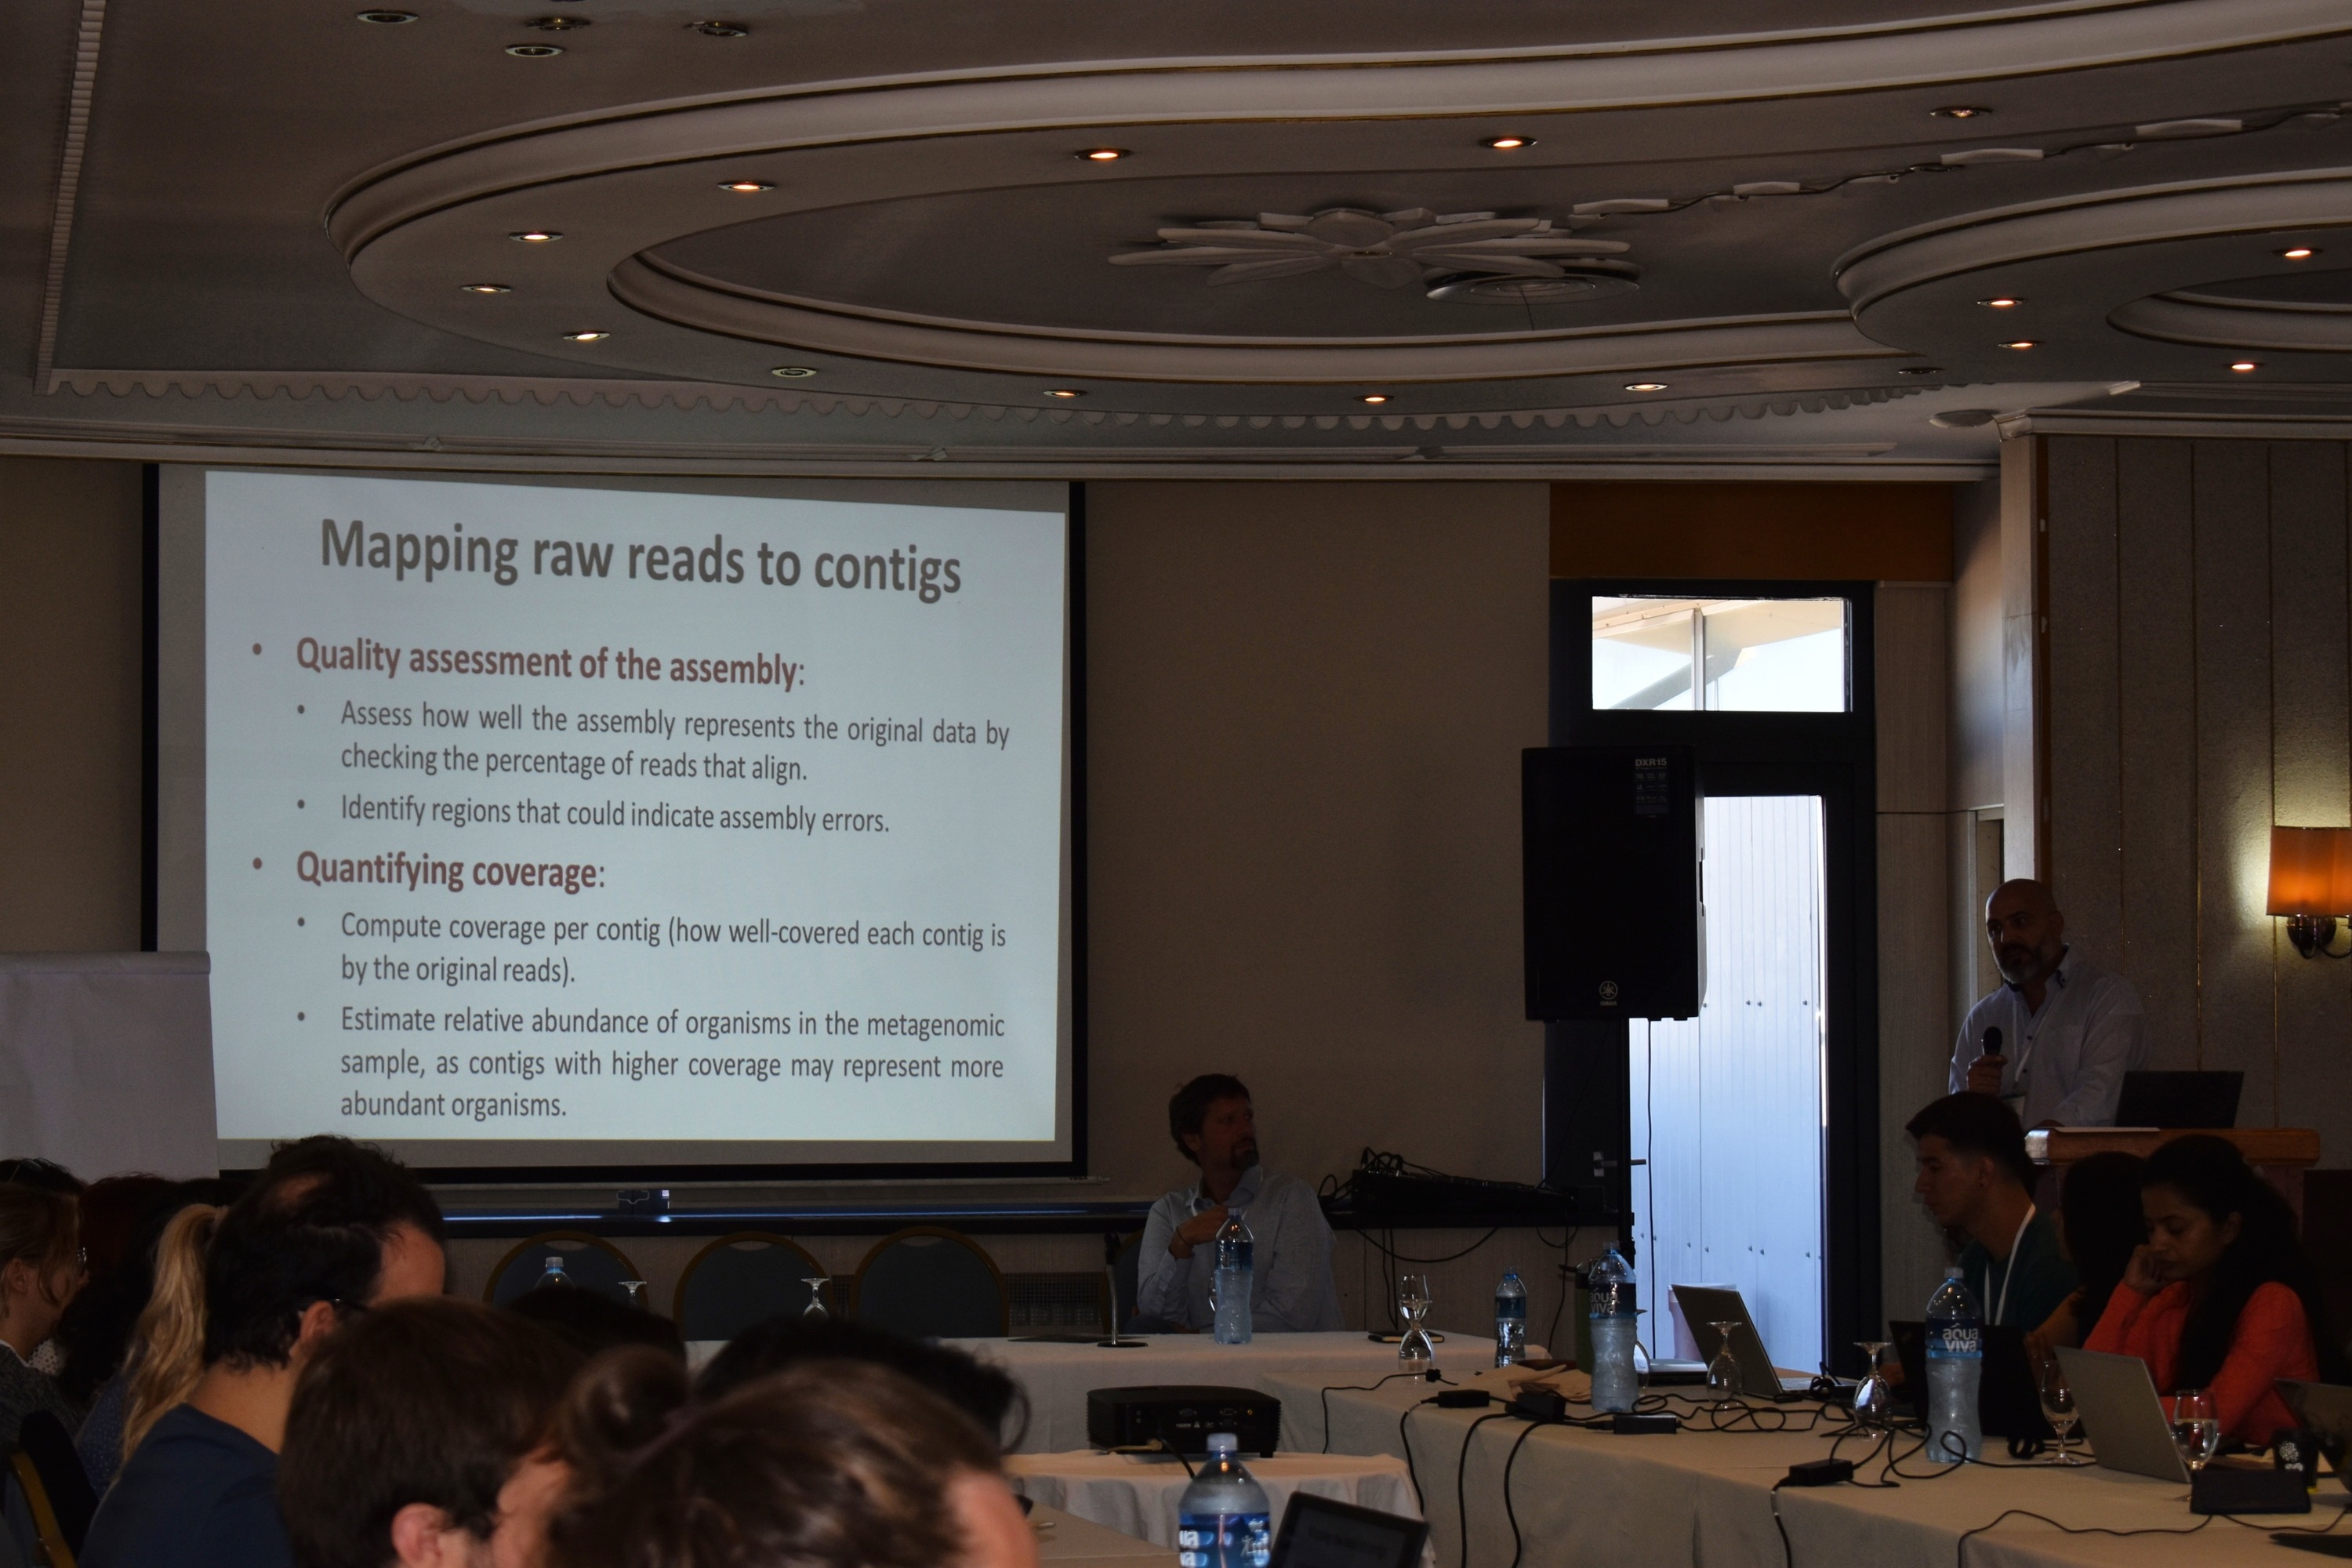 Mapping raw reads to contigs
• Quality assessment of the assembly:
• Assess how well the assembly represents the original data by
checking the percentage of reads that align.
• Identify regions that could indicate assembly errors.
• Quantifying coverage:
• Compute coverage per contig (how well-covered each contig is
by the original reads).
• Estimate relative abundance of organisms in the metagenomic
sample, as contigs with higher coverage may represent more
abundant organisms.
DXR15
YAMAHA
aqua
viva
aqua
viva